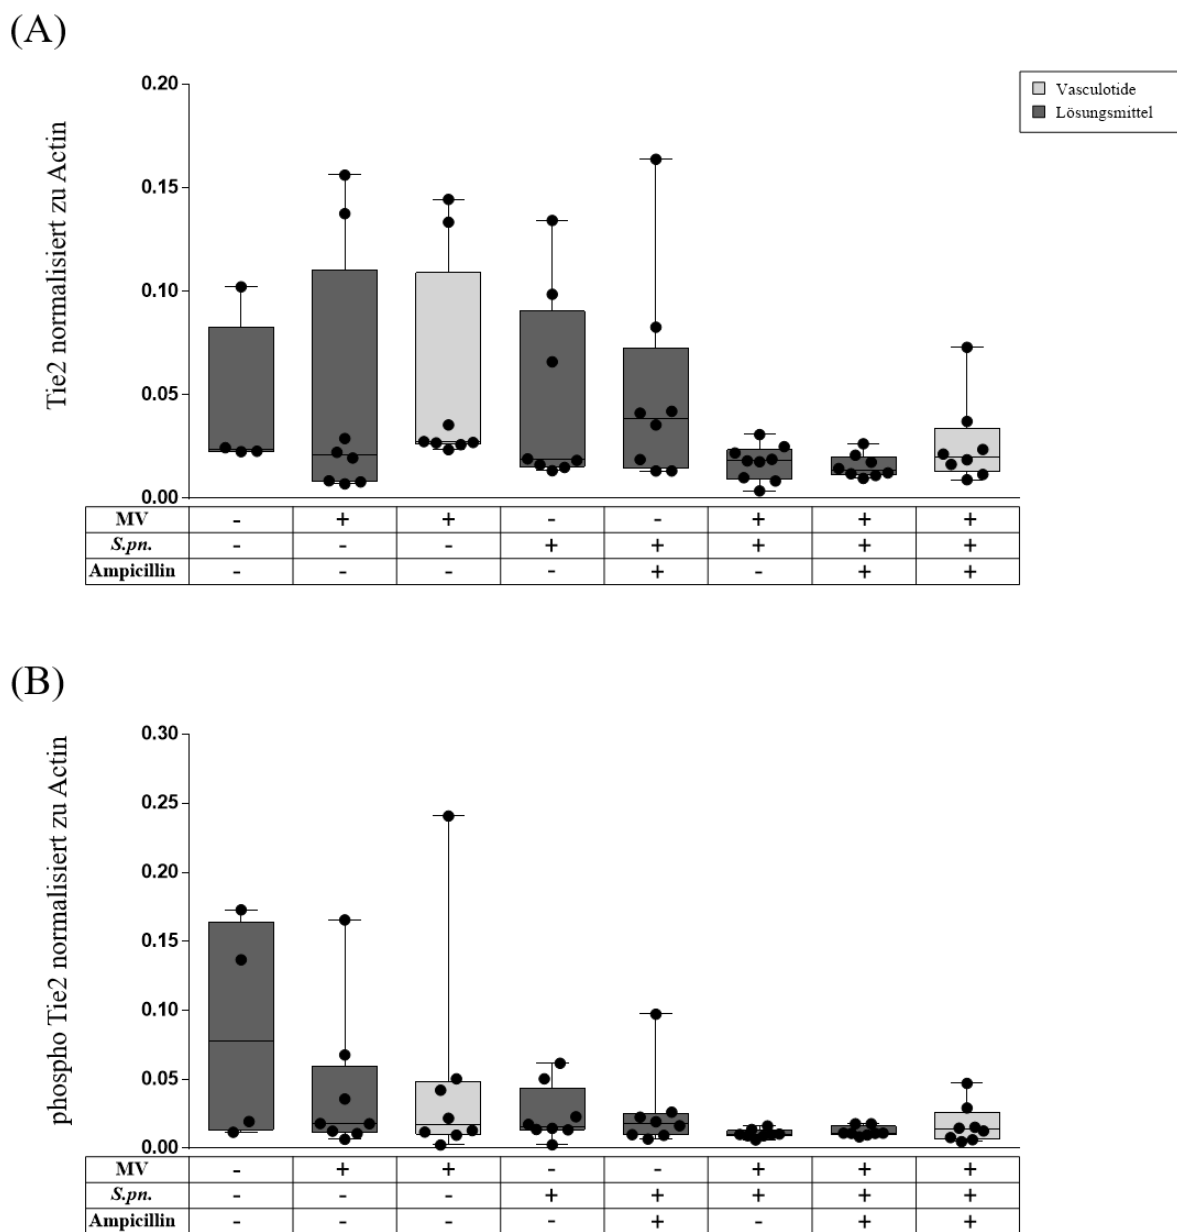 (A)
Tie2 normalisiert zu Actin
0.20
0.15
0.10
0.05
0.00
Vasculotide
Lösungsmittel
MV - + + - - + + +
S.pn. - - - + + + + +
Ampicillin - - - - + - + +
(B)
phospho Tie2 normalisiert zu Actin
0.30
0.25
0.20
0.15
0.10
0.05
0.00
MV - + + - - + + +
S.pn. - - - + + + + +
Ampicillin - - - - + - + +